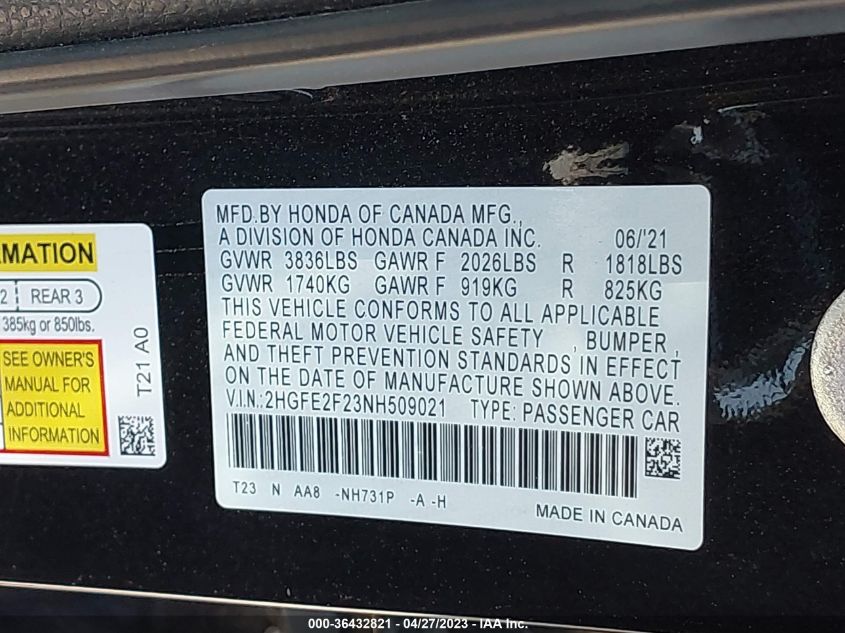 MATION
2 REAR 3
385kg or 850lbs.
SEE OWNER'S
MANUAL FOR
ADDITIONAL
INFORMATION
T21 A0
MFD.BY HONDA OF CANADA MFG.,
A DIVISION OF HONDA CANADA INC. 06/'21
GVWR 3836LBS GAWR F 2026LBS R 1818LBS
GVWR 1740KG GAWR F 919KG R 825KG
THIS VEHICLE CONFORMS TO ALL APPLICABLE
FEDERAL MOTOR VEHICLE SAFETY , BUMPER ,
AND THEFT PREVENTION STANDARDS IN EFFECT
ON THE DATE OF MANUFACTURE SHOWN ABOVE.
V.I.N.:2HGFE2F23NH509021 TYPE: PASSENGER CAR
T23 N AA8 -NH731P -A -H
MADE IN CANADA
000-36432821 - 04/27/2023 - IAA Inc.